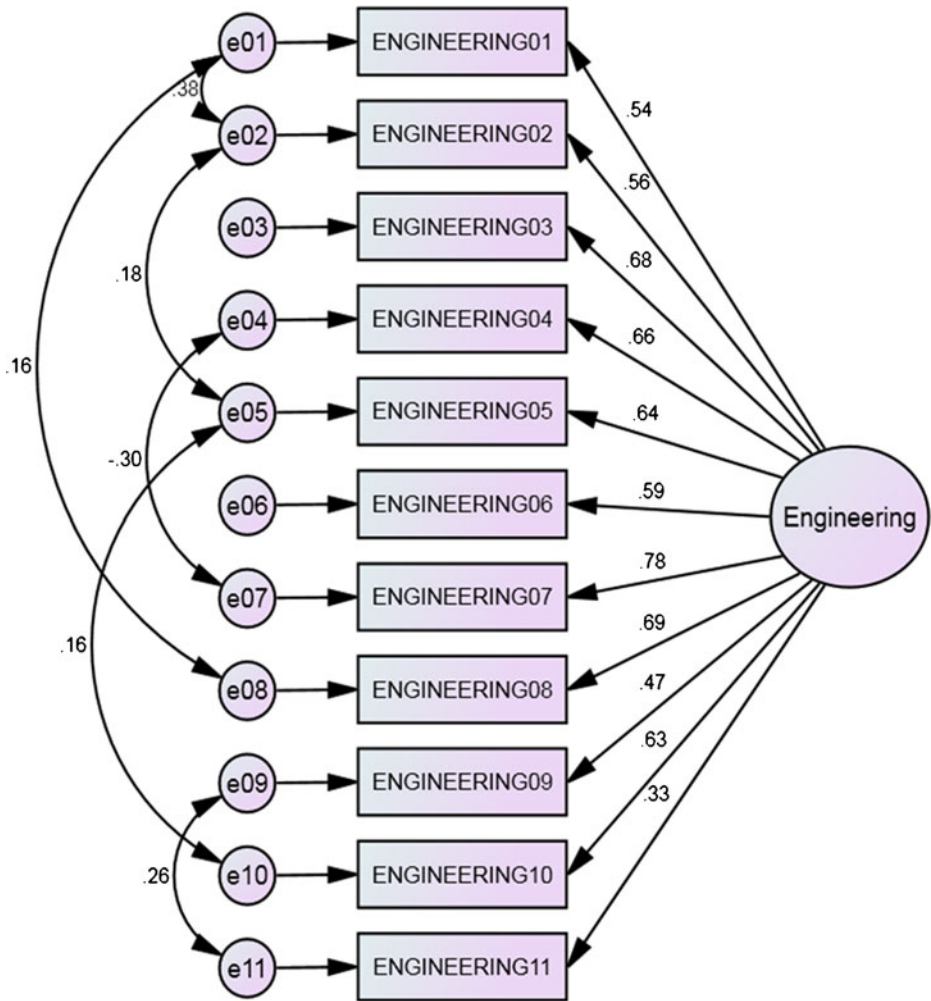 e01
ENGINEERING01
.54
.38
e02
ENGINEERING02
.56
e03
ENGINEERING03
.68
.18
e04
ENGINEERING04
.66
.16
e05
ENGINEERING05
.64
-.30
e06
ENGINEERING06
.59
Engineering
e07
ENGINEERING07
.78
.16
e08
ENGINEERING08
.69
.47
e09
ENGINEERING09
.63
.33
e10
ENGINEERING10
.26
e11
ENGINEERING11